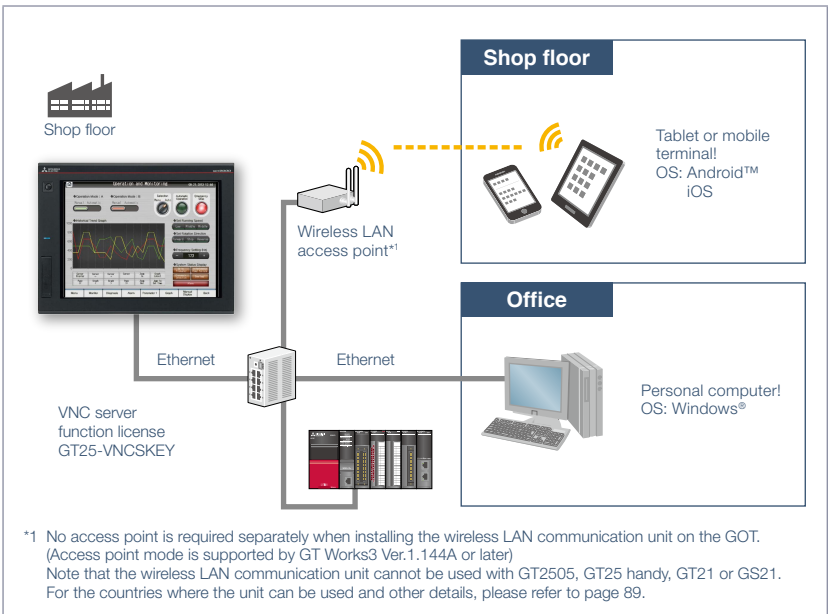 Shop floor
Shop floor
Operation and Monitoring
Tablet or mobile
terminal!
OS: Android™
iOS
Wireless LAN
access point*1
Office
Ethernet
Ethernet
Personal computer!
OS: Windows®
VNC server
function license
GT25-VNCSKEY
*1 No access point is required separately when installing the wireless LAN communication unit on the GOT.
(Access point mode is supported by GT Works3 Ver.1.144A or later)
Note that the wireless LAN communication unit cannot be used with GT2505, GT25 handy, GT21 or GS21.
For the countries where the unit can be used and other details, please refer to page 89.